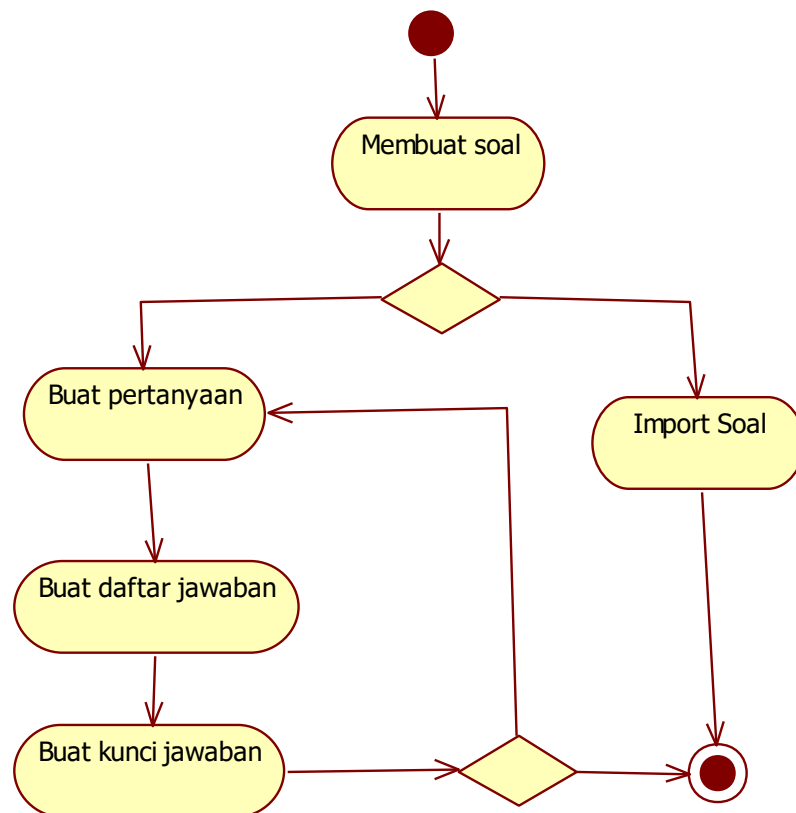 Membuat soal
Buat pertanyaan
Import Soal
Buat daftar jawaban
Buat kunci jawaban